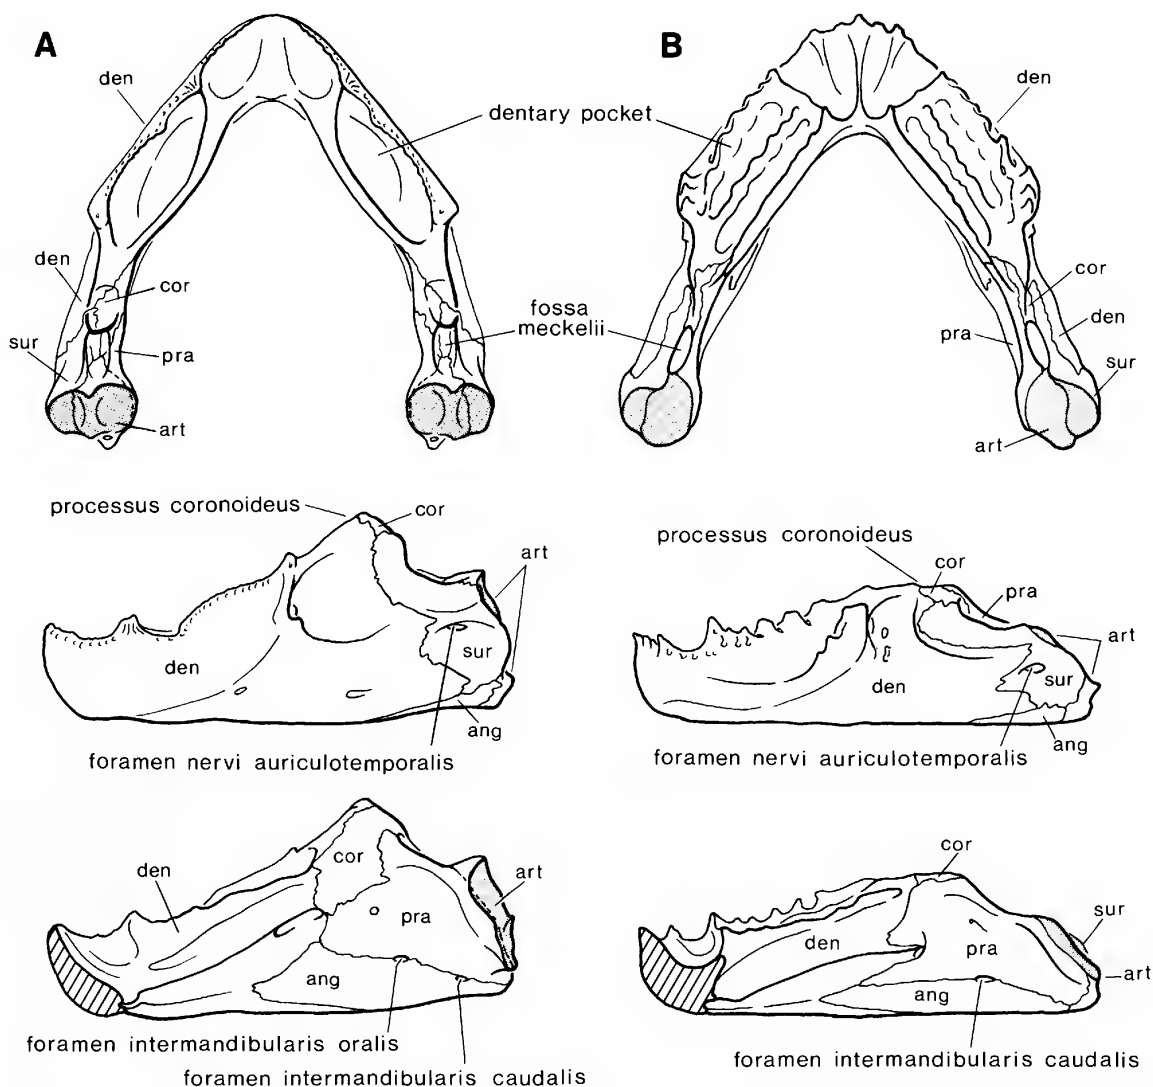 A
B
den
den
dentary pocket
den
cor
cor
fossa
meckelii
den
sur
pra
pra
sur
art
art
processus coronoideus
cor
art
processus coronoideus
cor
pra
art
den
sur
den
sur
ang
ang
foramen nervi auriculotemporalis
foramen nervi auriculotemporalis
cor
den
art
pra
ang
foramen intermandibularis oralis
foramen intermandibularis caudalis
cor
sur
den
pra
art
ang
foramen intermandibularis caudalis